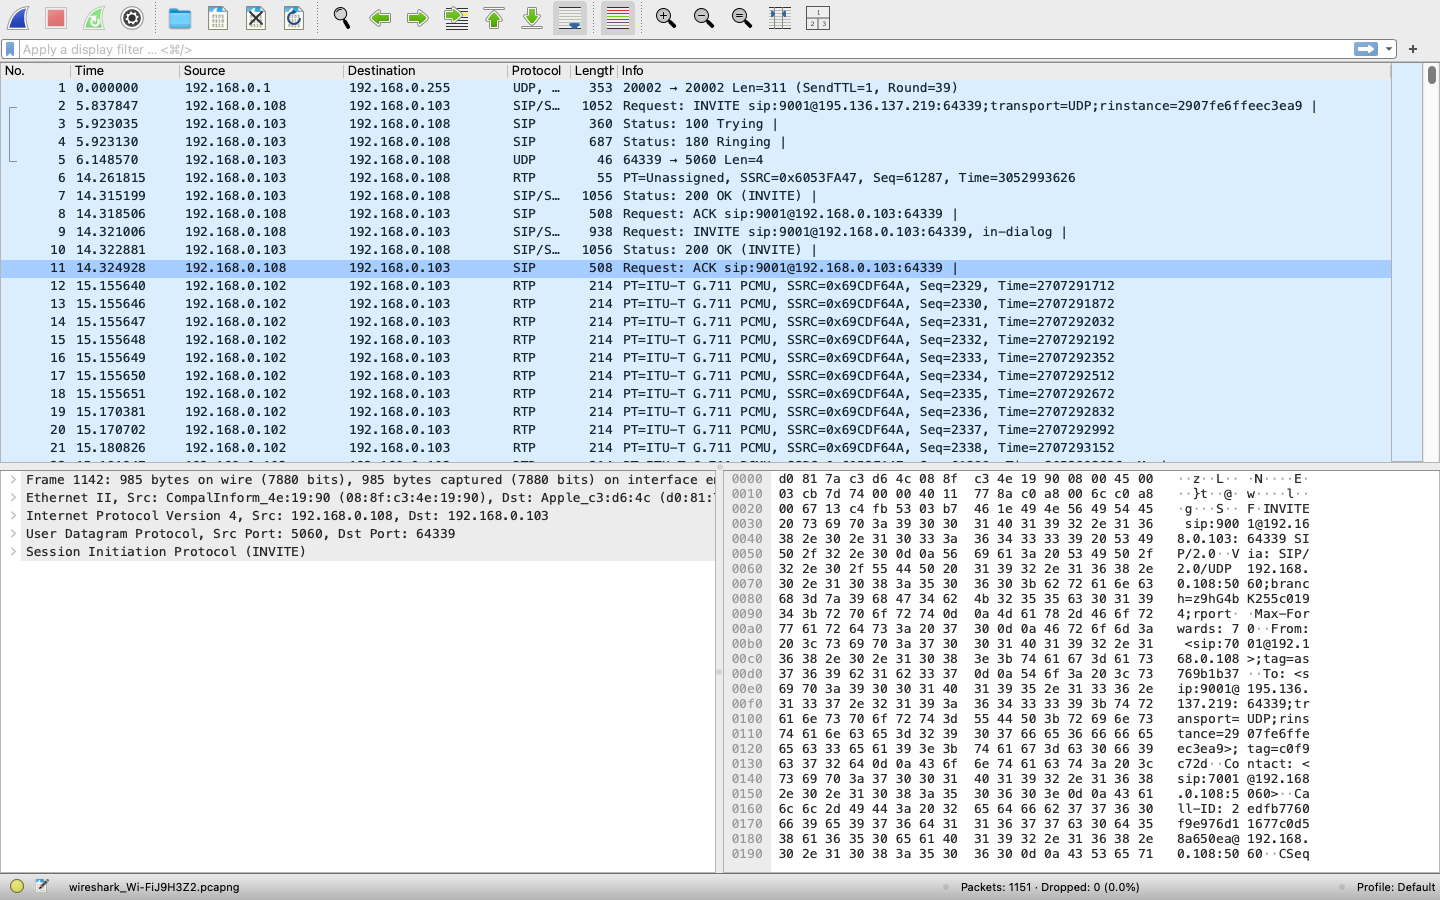 Apply a display filter ... <⌘/>
No. Time Source Destination Protocol Length Info
1 0.000000 192.168.0.1 192.168.0.255 UDP, … 353 20002 → 20002 Len=311 (SendTTL=1, Round=39)
2 5.837847 192.168.0.108 192.168.0.103 SIP/S… 1052 Request: INVITE sip:9001@195.136.137.219:64339;transport=UDP;rinstance=2907fe6ffeec3ea9 |
3 5.923035 192.168.0.103 192.168.0.108 SIP 360 Status: 100 Trying |
4 5.923130 192.168.0.103 192.168.0.108 SIP 687 Status: 180 Ringing |
5 6.148570 192.168.0.103 192.168.0.108 UDP 46 64339 → 5060 Len=4
6 14.261815 192.168.0.103 192.168.0.108 RTP 55 PT=Unassigned, SSRC=0x6053FA47, Seq=61287, Time=3052993626
7 14.315199 192.168.0.103 192.168.0.108 SIP/S… 1056 Status: 200 OK (INVITE) |
8 14.318506 192.168.0.108 192.168.0.103 SIP 508 Request: ACK sip:9001@192.168.0.103:64339 |
9 14.321006 192.168.0.108 192.168.0.103 SIP/S… 938 Request: INVITE sip:9001@192.168.0.103:64339, in-dialog |
10 14.322881 192.168.0.103 192.168.0.108 SIP/S… 1056 Status: 200 OK (INVITE) |
11 14.324928 192.168.0.108 192.168.0.103 SIP 508 Request: ACK sip:9001@192.168.0.103:64339 |
12 15.155640 192.168.0.102 192.168.0.103 RTP 214 PT=ITU-T G.711 PCMU, SSRC=0x69CDF64A, Seq=2329, Time=2707291712
13 15.155646 192.168.0.102 192.168.0.103 RTP 214 PT=ITU-T G.711 PCMU, SSRC=0x69CDF64A, Seq=2330, Time=2707291872
14 15.155647 192.168.0.102 192.168.0.103 RTP 214 PT=ITU-T G.711 PCMU, SSRC=0x69CDF64A, Seq=2331, Time=2707292032
15 15.155648 192.168.0.102 192.168.0.103 RTP 214 PT=ITU-T G.711 PCMU, SSRC=0x69CDF64A, Seq=2332, Time=2707292192
16 15.155649 192.168.0.102 192.168.0.103 RTP 214 PT=ITU-T G.711 PCMU, SSRC=0x69CDF64A, Seq=2333, Time=2707292352
17 15.155650 192.168.0.102 192.168.0.103 RTP 214 PT=ITU-T G.711 PCMU, SSRC=0x69CDF64A, Seq=2334, Time=2707292512
18 15.155651 192.168.0.102 192.168.0.103 RTP 214 PT=ITU-T G.711 PCMU, SSRC=0x69CDF64A, Seq=2335, Time=2707292672
19 15.170381 192.168.0.102 192.168.0.103 RTP 214 PT=ITU-T G.711 PCMU, SSRC=0x69CDF64A, Seq=2336, Time=2707292832
20 15.170702 192.168.0.102 192.168.0.103 RTP 214 PT=ITU-T G.711 PCMU, SSRC=0x69CDF64A, Seq=2337, Time=2707292992
21 15.180826 192.168.0.102 192.168.0.103 RTP 214 PT=ITU-T G.711 PCMU, SSRC=0x69CDF64A, Seq=2338, Time=2707293152
Frame 1142: 985 bytes on wire (7880 bits), 985 bytes captured (7880 bits) on interface e
Ethernet II, Src: CompalInform_4e:19:90 (08:8f:c3:4e:19:90), Dst: Apple_c3:d6:4c (d0:81:
Internet Protocol Version 4, Src: 192.168.0.108, Dst: 192.168.0.103
User Datagram Protocol, Src Port: 5060, Dst Port: 64339
Session Initiation Protocol (INVITE)
0000 d0 81 7a c3 d6 4c 08 8f c3 4e 19 90 08 00 45 00 ··z··L·· ·N····E·
0010 03 cb 7d 74 00 00 40 11 77 8a c0 a8 00 6c c0 a8 ··}t··@· w····l··
0020 00 67 13 c4 fb 53 03 b7 46 1e 49 4e 56 49 54 45 ·g···S·· F·INVITE
0030 20 73 69 70 3a 39 30 30 31 40 31 39 32 2e 31 36 sip:900 1@192.16
0040 38 2e 30 2e 31 30 33 3a 36 34 33 33 39 20 53 49 8.0.103: 64339 SI
0050 50 2f 32 2e 30 0d 0a 56 69 61 3a 20 53 49 50 2f P/2.0··V ia: SIP/
0060 32 2e 30 2f 55 44 50 20 31 39 32 2e 31 36 38 2e 2.0/UDP 192.168.
0070 30 2e 31 30 38 3a 35 30 36 30 3b 62 72 61 6e 63 0.108:50 60;branc
0080 68 3d 7a 39 68 47 34 62 4b 32 35 35 63 30 31 39 h=z9hG4b K255c019
0090 34 3b 72 70 6f 72 74 0d 0a 4d 61 78 2d 46 6f 72 4;rport· ·Max-For
00a0 77 61 72 64 73 3a 20 37 30 0d 0a 46 72 6f 6d 3a wards: 7 0··From:
00b0 20 3c 73 69 70 3a 37 30 30 31 40 31 39 32 2e 31 <sip:70 01@192.1
00c0 36 38 2e 30 2e 31 30 38 3e 3b 74 61 67 3d 61 73 68.0.108 >;tag=as
00d0 37 36 39 62 31 62 33 37 0d 0a 54 6f 3a 20 3c 73 769b1b37 ··To: <s
00e0 69 70 3a 39 30 30 31 40 31 39 35 2e 31 33 36 2e ip:9001@ 195.136.
00f0 31 33 37 2e 32 31 39 3a 36 34 33 33 39 3b 74 72 137.219: 64339;tr
0100 61 6e 73 70 6f 72 74 3d 55 44 50 3b 72 69 6e 73 ansport= UDP;rins
0110 74 61 6e 63 65 3d 32 39 30 37 66 65 36 66 66 65 tance=29 07fe6ffe
0120 65 63 33 65 61 39 3e 3b 74 61 67 3d 63 30 66 39 ec3ea9>; tag=c0f9
0130 63 37 32 64 0d 0a 43 6f 6e 74 61 63 74 3a 20 3c c72d··Co ntact: <
0140 73 69 70 3a 37 30 30 31 40 31 39 32 2e 31 36 38 sip:7001 @192.168
0150 2e 30 2e 31 30 38 3a 35 30 36 30 3e 0d 0a 43 61 .0.108:5 060>··Ca
0160 6c 6c 2d 49 44 3a 20 32 65 64 66 62 37 37 36 30 ll-ID: 2 edfb7760
0170 66 39 65 39 37 36 64 31 31 36 37 37 63 30 64 35 f9e976d1 1677c0d5
0180 38 61 36 35 30 65 61 40 31 39 32 2e 31 36 38 2e 8a650ea@ 192.168.
0190 30 2e 31 30 38 3a 35 30 36 30 0d 0a 43 53 65 71 0.108:50 60··CSeq
wireshark_Wi-FiJ9H3Z2.pcapng Packets: 1151 · Dropped: 0 (0.0%) Profile: Default